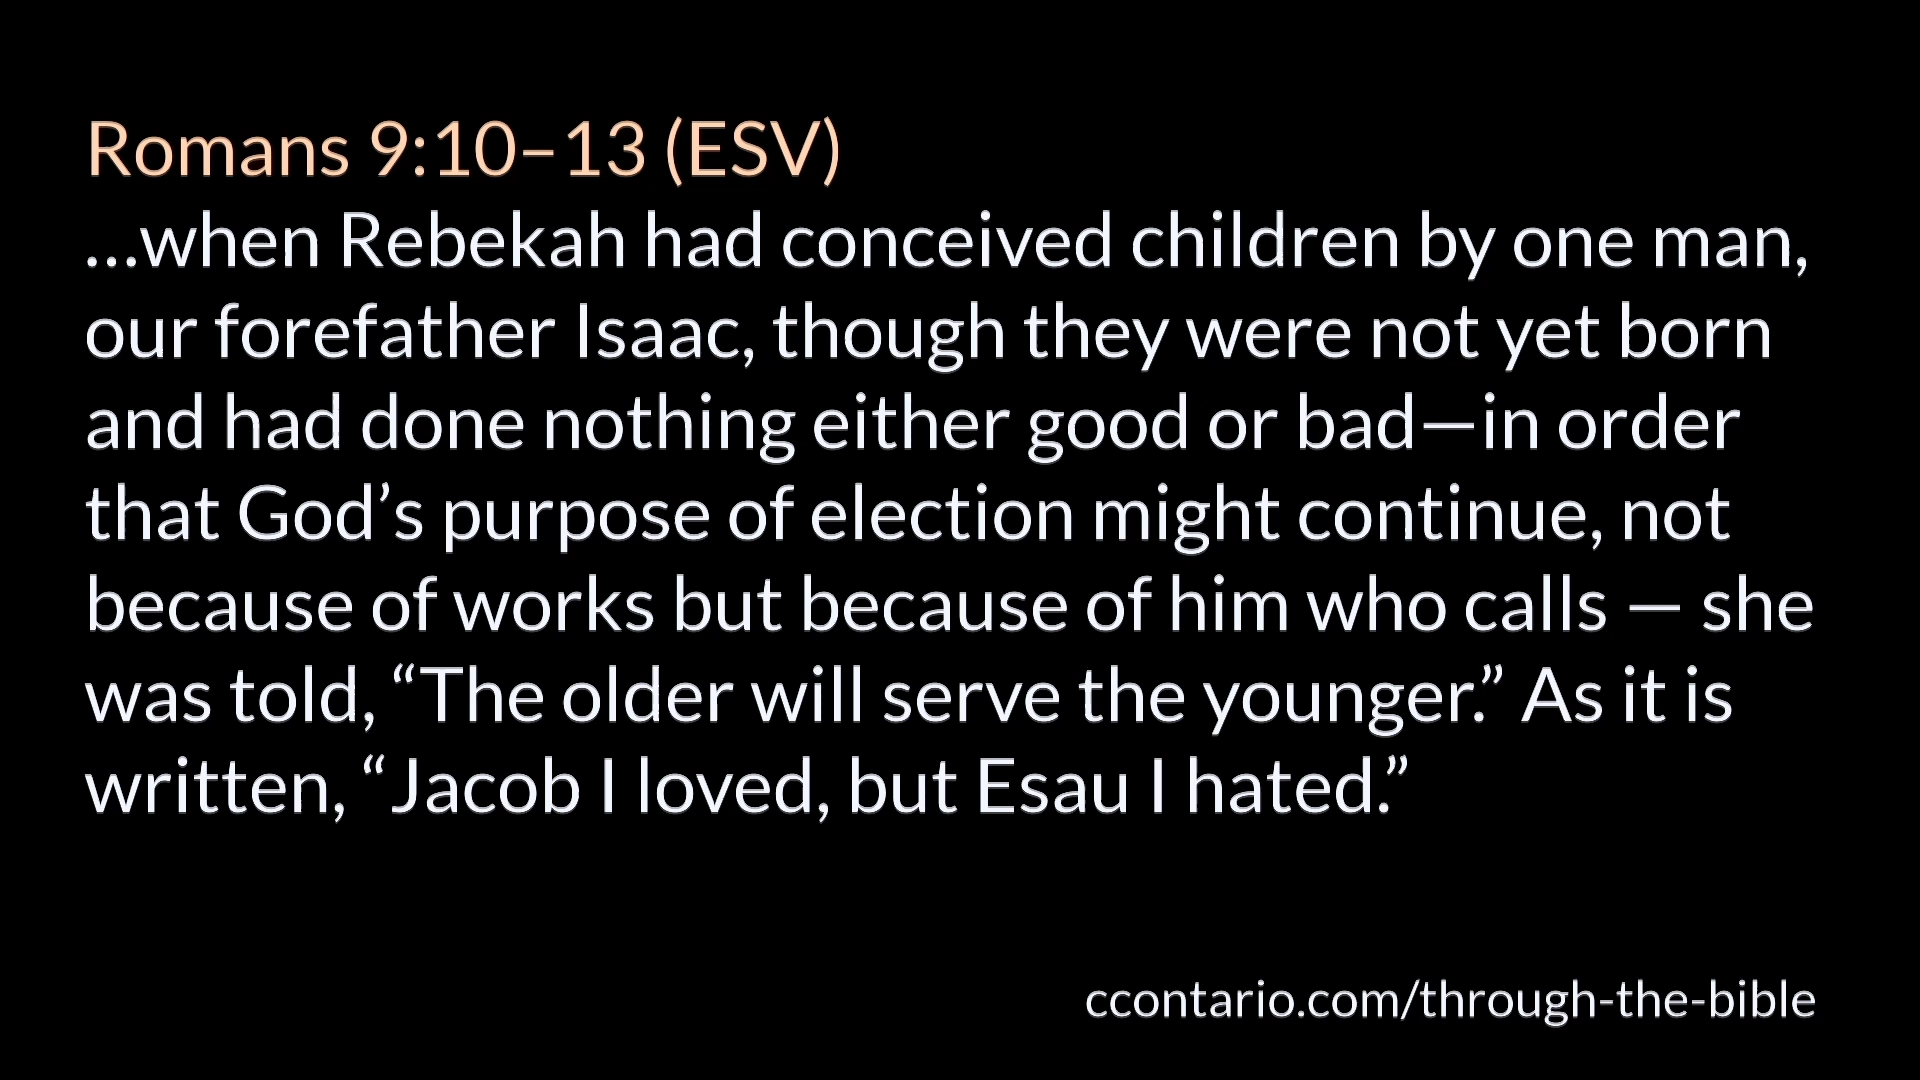 Romans 9:10–13 (ESV)
…when Rebekah had conceived children by one man,
our forefather Isaac, though they were not yet born
and had done nothing either good or bad—in order
that God’s purpose of election might continue, not
because of works but because of him who calls — she
was told, “The older will serve the younger.” As it is
written, “Jacob I loved, but Esau I hated.”
ccontario.com/through-the-bible